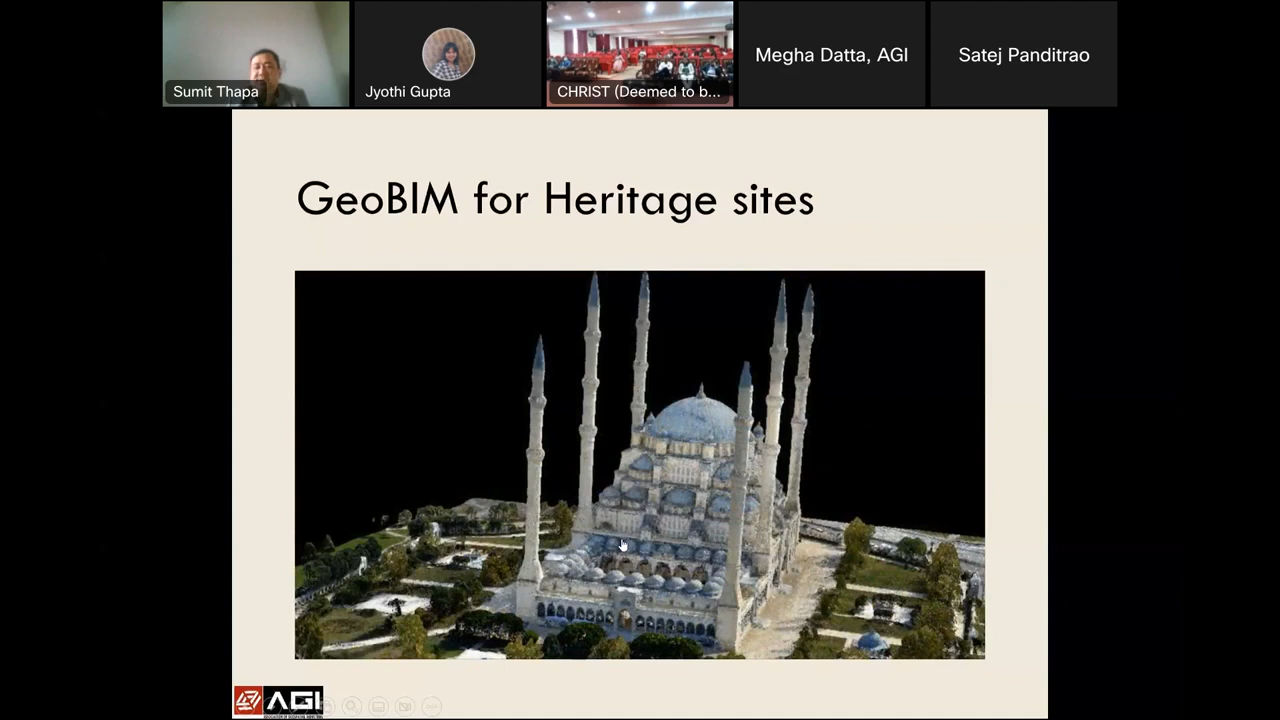 Sumit Thapa
Jyothi Gupta
CHRIST (Deemed to b...
Megha Datta, AGI
Satej Panditrao
GeoBIM for Heritage sites
AGI